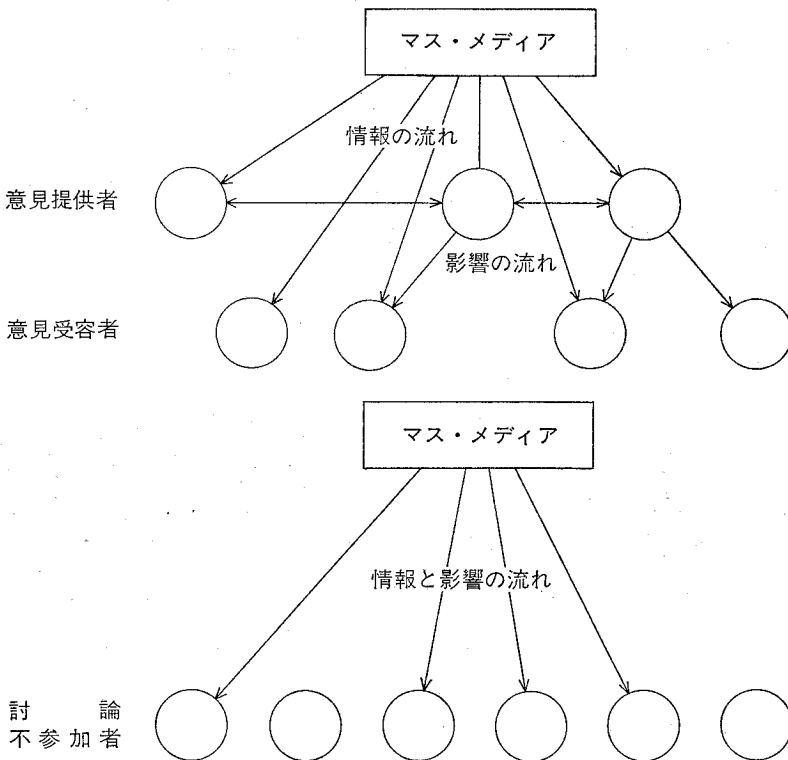 マス・メディア
情報の流れ
意見提供者
影響の流れ
意見受容者
マス・メディア
情報と影響の流れ
討論
不参加者